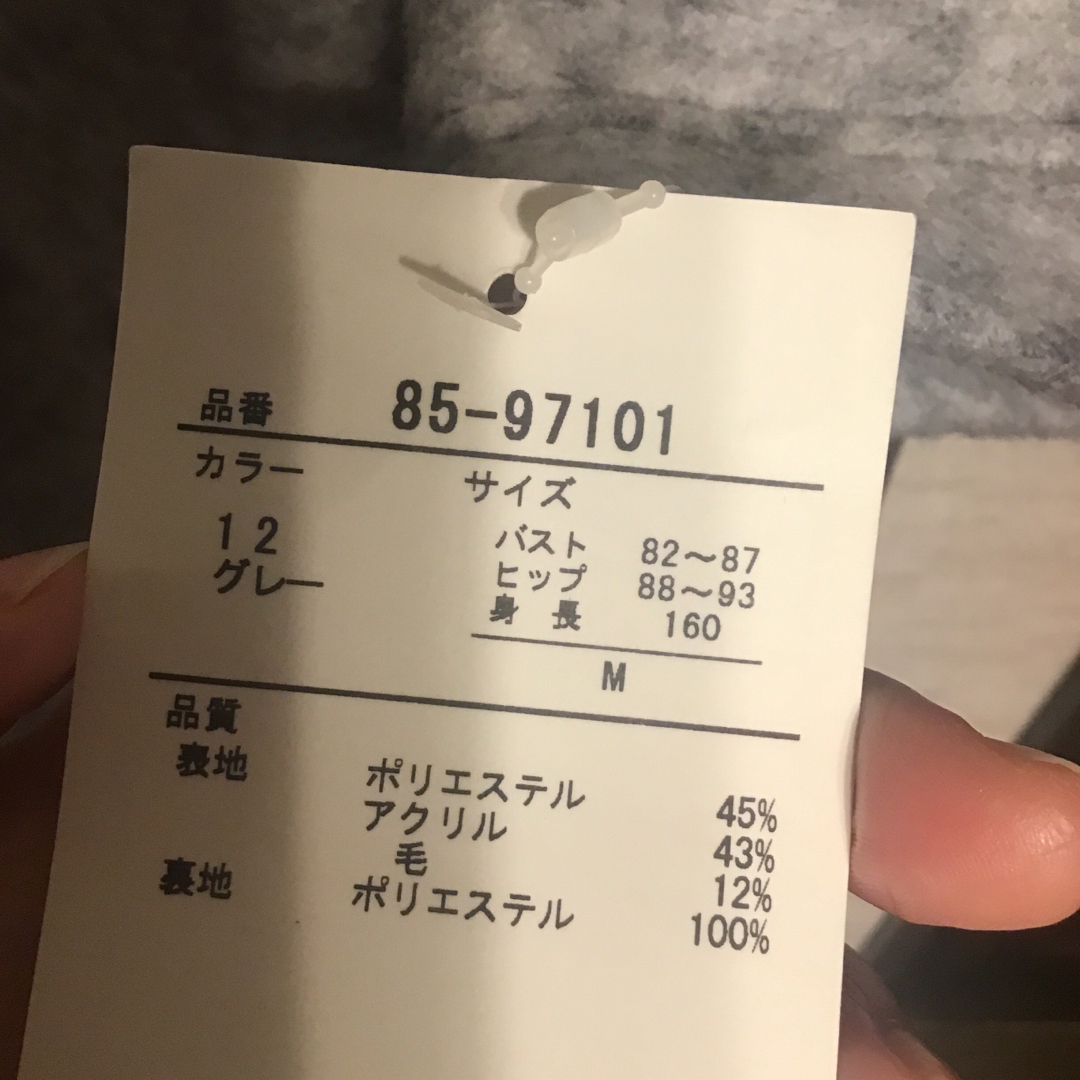 品番 85-97101
カラー サイズ
12 バスト 82〜87
グレー ヒップ 88〜93
身 長 160
M
品質
表地 ポリエステル 45%
アクリル 43%
毛 12%
裏地 ポリエステル 100%